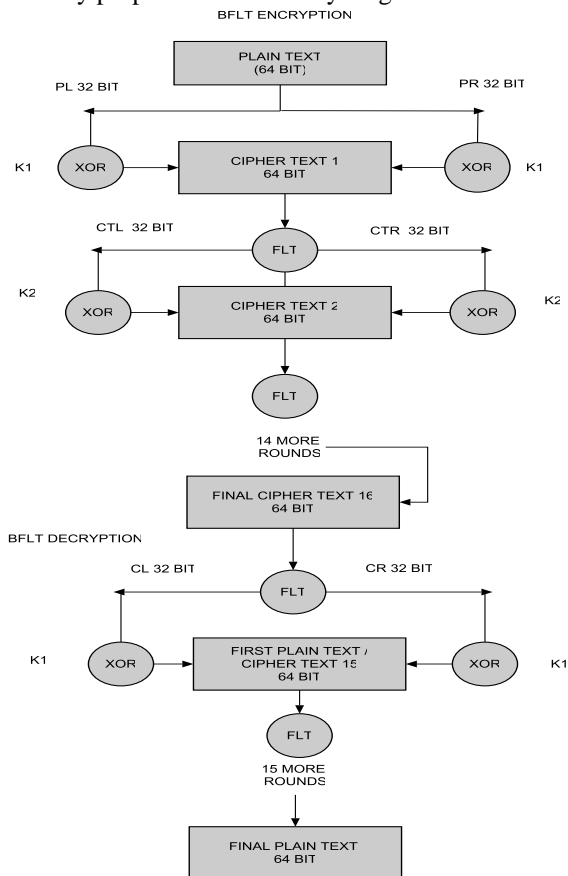 BFLT ENCRYPTION
PLAIN TEXT
(64 BIT)
PL 32 BIT
PR 32 BIT
K1
XOR
CIPHER TEXT 1
64 BIT
XOR
K1
CTL 32 BIT
FLT
CTR 32 BIT
K2
XOR
CIPHER TEXT 2
64 BIT
XOR
K2
FLT
14 MORE
ROUNDS
FINAL CIPHER TEXT 16
64 BIT
BFLT DECRYPTION
CL 32 BIT
FLT
CR 32 BIT
K1
XOR
FIRST PLAIN TEXT /
CIPHER TEXT 15
64 BIT
XOR
K1
FLT
15 MORE
ROUNDS
FINAL PLAIN TEXT
64 BIT